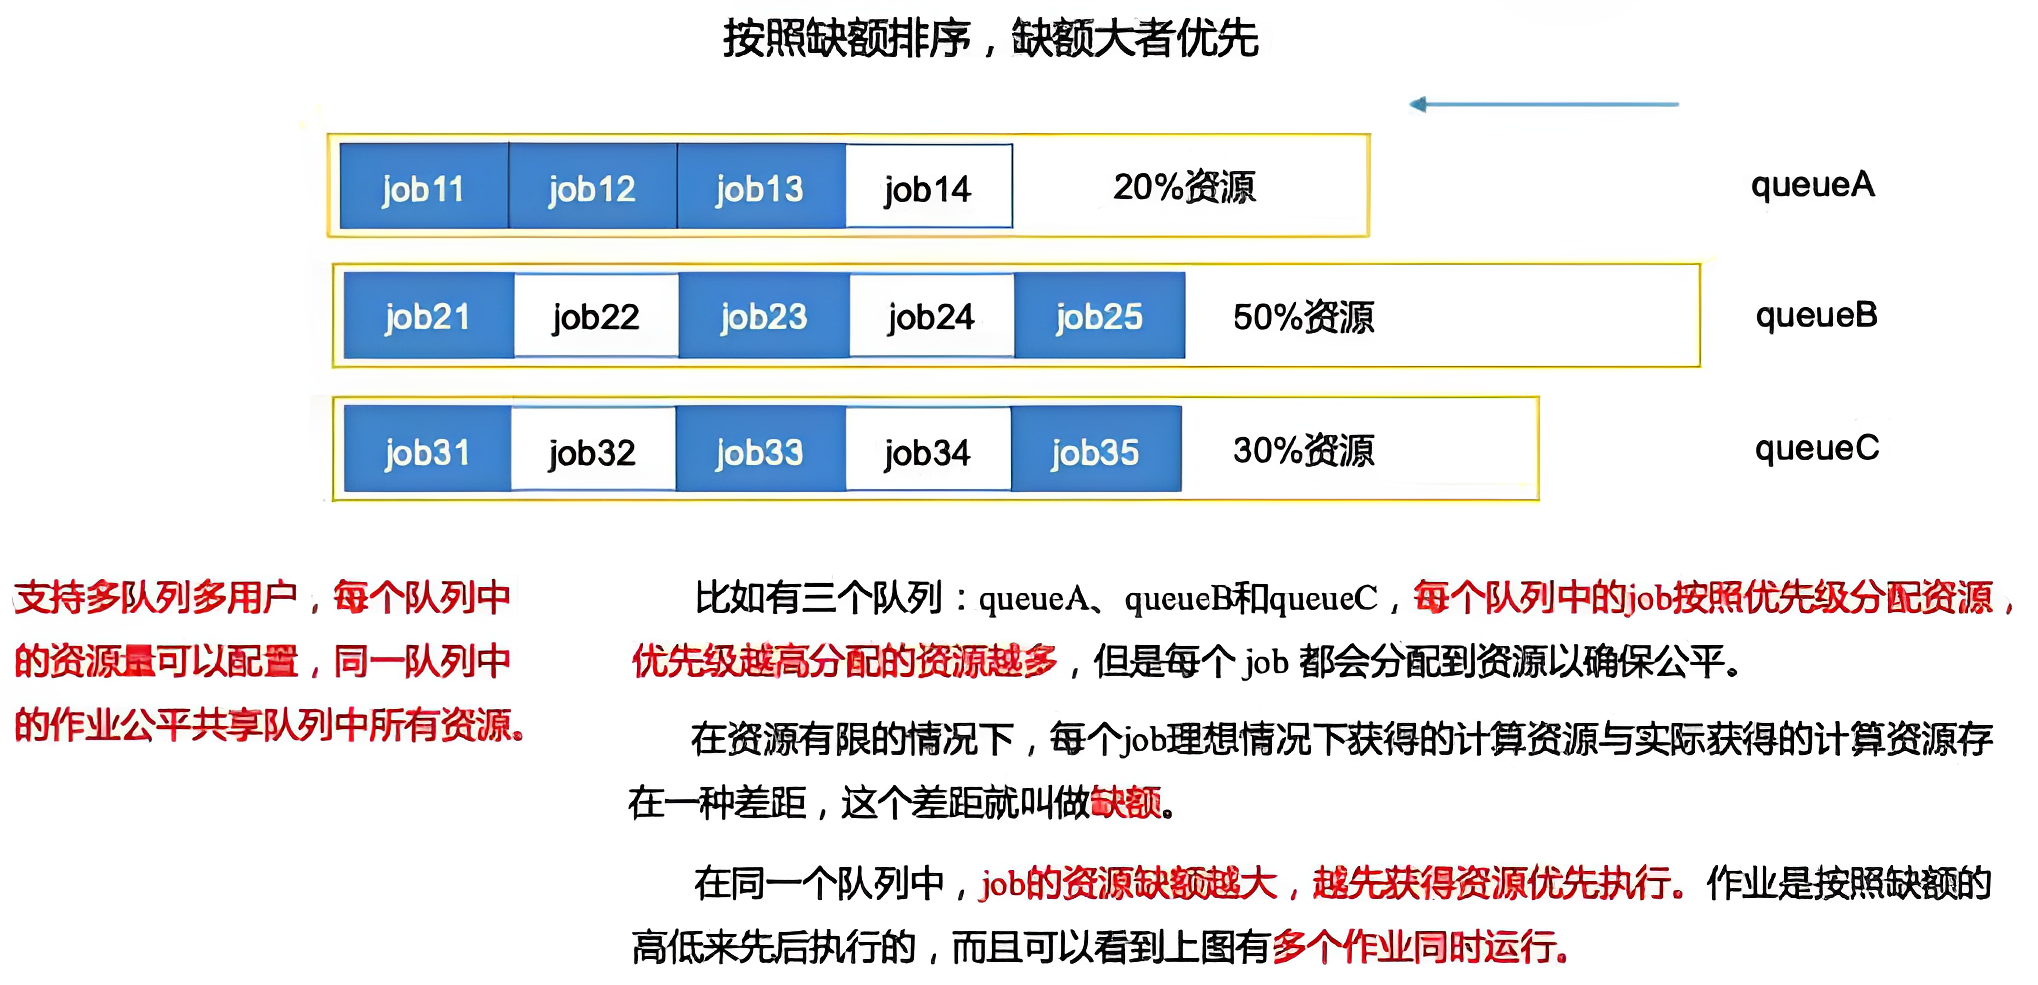 按照缺额排序，缺额大者优先
job11 job12 job13 job14 20%资源 queueA
job21 job22 job23 job24 job25 50%资源 queueB
job31 job32 job33 job34 job35 30%资源 queueC
支持多队列多用户，每个队列中
的资源量可以配置，同一队列中
的作业公平共享队列中所有资源。
比如有三个队列：queueA、queueB和queueC，每个队列中的job按照优先级分配资源，
优先级越高分配的资源越多，但是每个 job 都会分配到资源以确保公平。
在资源有限的情况下，每个job理想情况下获得的计算资源与实际获得的计算资源存
在一种差距，这个差距就叫做缺额。
在同一个队列中，job的资源缺额越大，越先获得资源优先执行。作业是按照缺额的
高低来先后执行的，而且可以看到上图有多个作业同时运行。